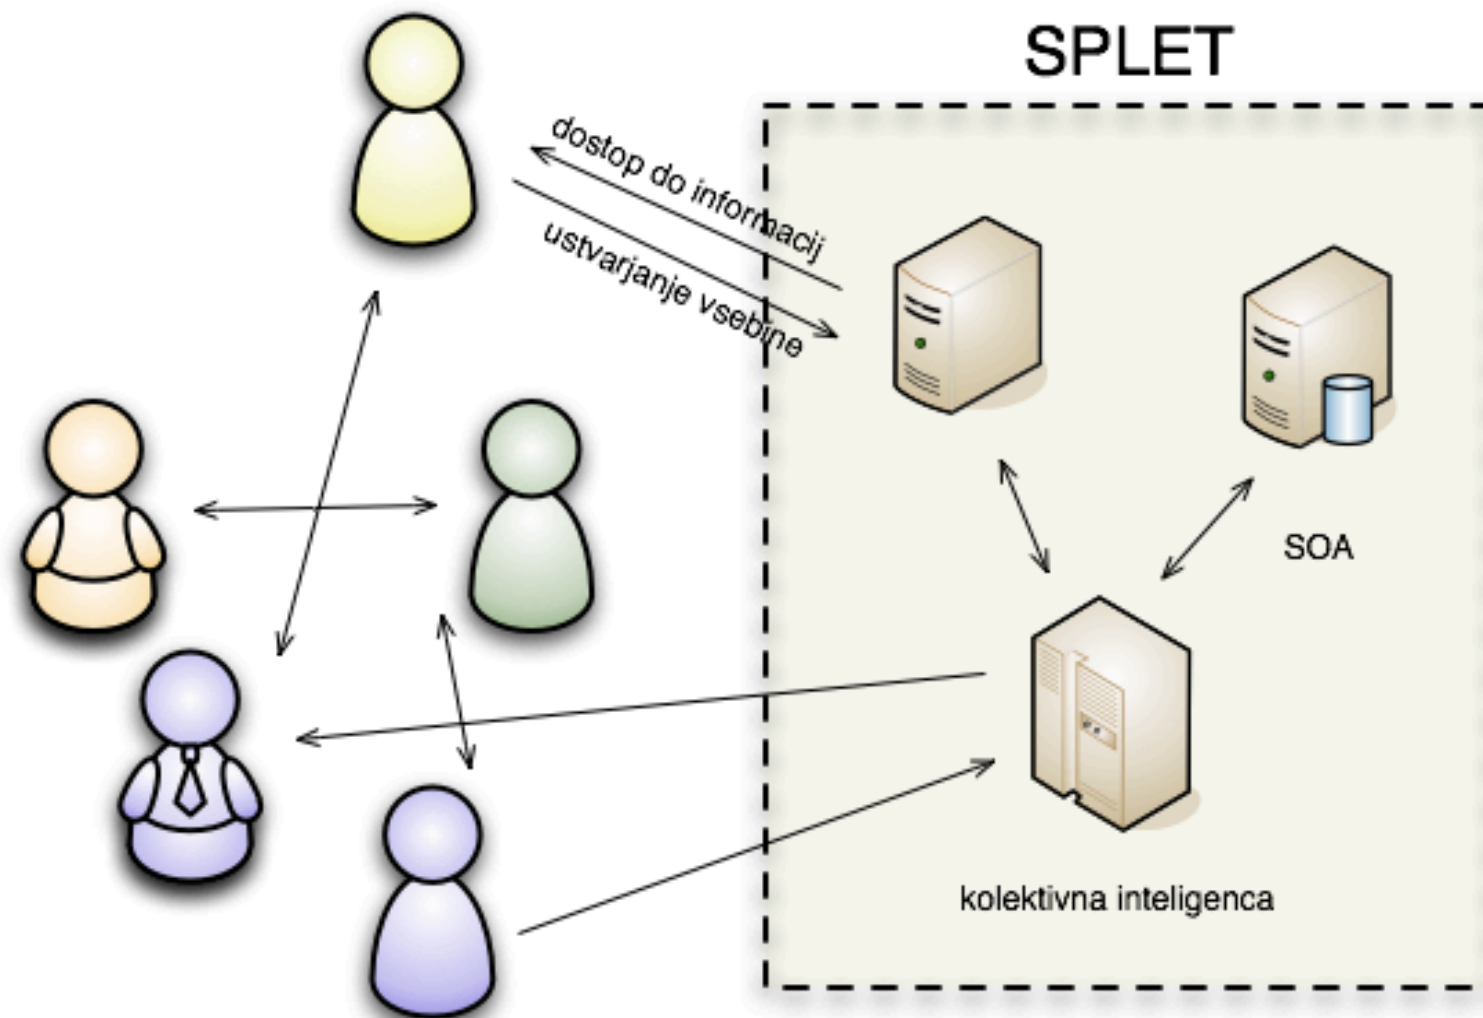 SPLET
dostop do informacij
ustvarjanje vsebine
SOA
kolektivna inteligenca